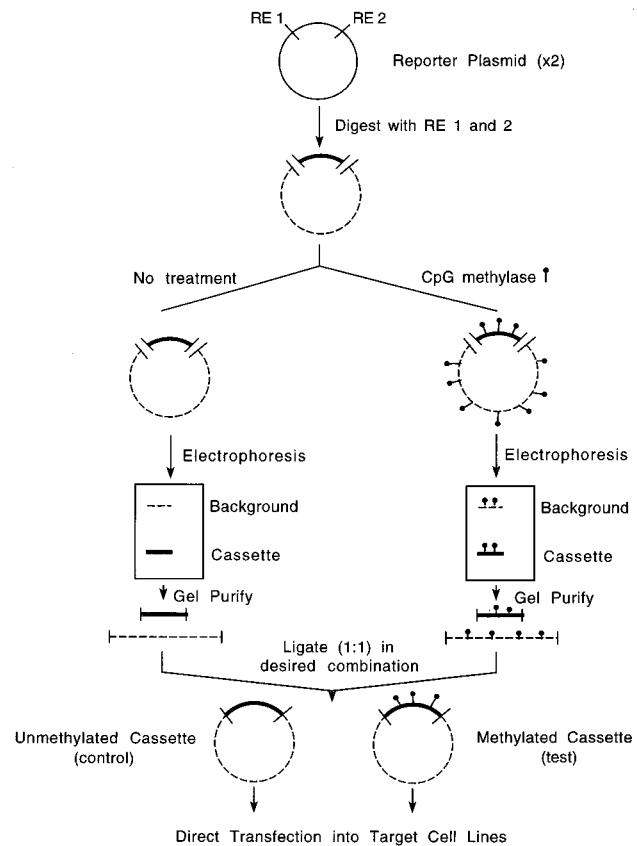 RE 1 RE 2
Reporter Plasmid (x2)
Digest with RE 1 and 2
No treatment
CpG methylase
Electrophoresis
Electrophoresis
Background
Cassette
Background
Cassette
Gel Purify
Gel Purify
Ligate (1:1) in
desired combination
Unmethylated Cassette
(control)
Methylated Cassette
(test)
Direct Transfection into Target Cell Lines